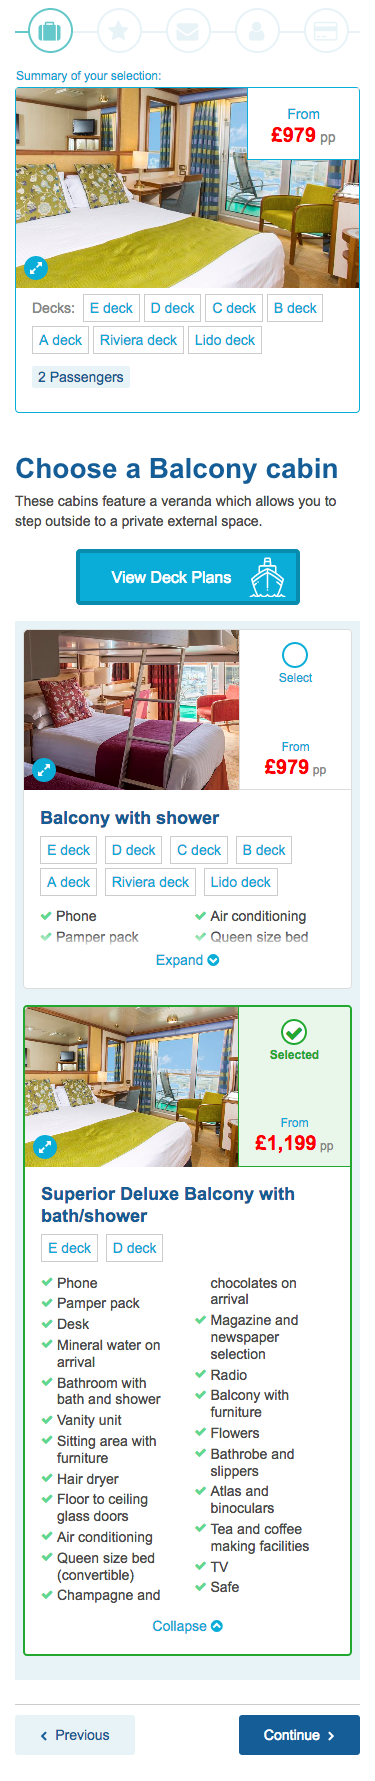 Summary of your selection:
From
£979 pp
Decks: E deck D deck C deck B deck
A deck Riviera deck Lido deck
2 Passengers
Choose a Balcony cabin
These cabins feature a veranda which allows you to
step outside to a private external space.
View Deck Plans
Select
From
£979 pp
Balcony with shower
E deck D deck C deck B deck
A deck Riviera deck Lido deck
Phone
Pamper pack
Air conditioning
Queen size bed
Expand
Selected
From
£1,199 pp
Superior Deluxe Balcony with
bath/shower
E deck D deck
Phone
Pamper pack
Desk
Mineral water on
arrival
Bathroom with
bath and shower
Vanity unit
Sitting area with
furniture
Hair dryer
Floor to ceiling
glass doors
Air conditioning
Queen size bed
(convertible)
Champagne and
chocolates on
arrival
Magazine and
newspaper
selection
Radio
Balcony with
furniture
Flowers
Bathrobe and
slippers
Atlas and
binoculars
Tea and coffee
making facilities
TV
Safe
Collapse
Previous
Continue